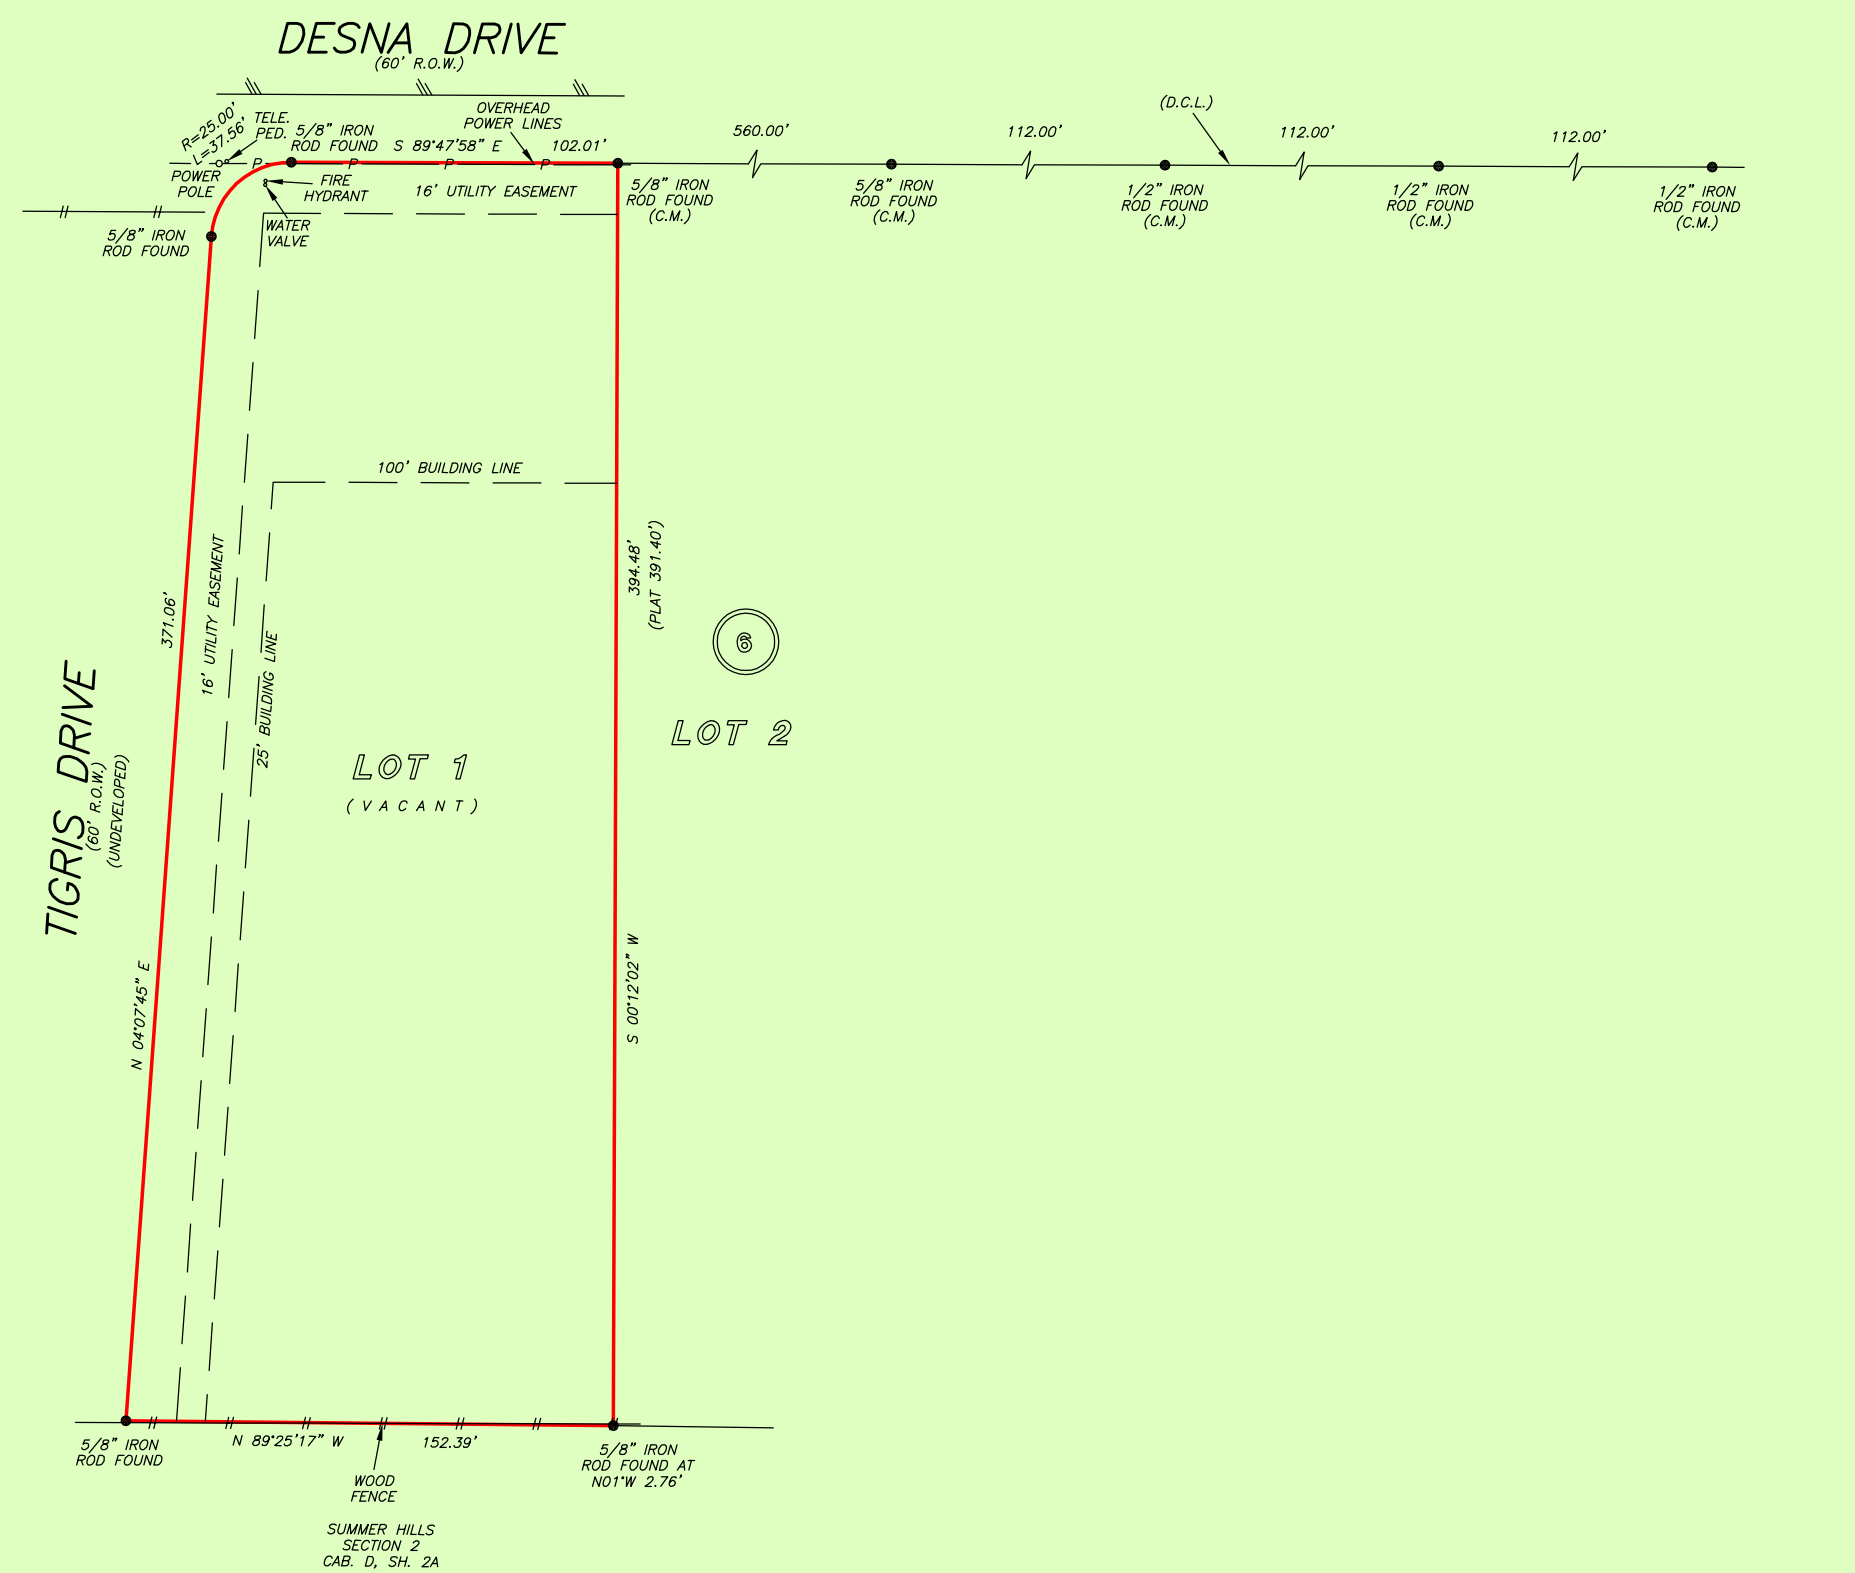 DESNA DRIVE
(60' R.O.W.)
R=25.00'
L=37.56'
TELE.
PED.
5/8" IRON
ROD FOUND
S 89°47'58" E
102.01'
OVERHEAD
POWER LINES
560.00'
112.00'
(D.C.L.)
112.00'
112.00'
P
P
P
P
POWER
POLE
FIRE
HYDRANT
WATER
VALVE
16' UTILITY EASEMENT
5/8" IRON
ROD FOUND
(C.M.)
5/8" IRON
ROD FOUND
(C.M.)
1/2" IRON
ROD FOUND
(C.M.)
1/2" IRON
ROD FOUND
(C.M.)
1/2" IRON
ROD FOUND
(C.M.)
5/8" IRON
ROD FOUND
100' BUILDING LINE
371.06'
16' UTILITY EASEMENT
25' BUILDING LINE
394.48'
(PLAT 391.40')
6
LOT 2
LOT 1
(VACANT)
TIGRIS DRIVE
(60' R.O.W.)
(UNDEVELOPED)
N 04°07'45" E
S 00°12'02" W
5/8" IRON
ROD FOUND
N 89°25'17" W
152.39'
5/8" IRON
ROD FOUND AT
N01°W 2.76'
WOOD
FENCE
SUMMER HILLS
SECTION 2
CAB. D, SH. 2A